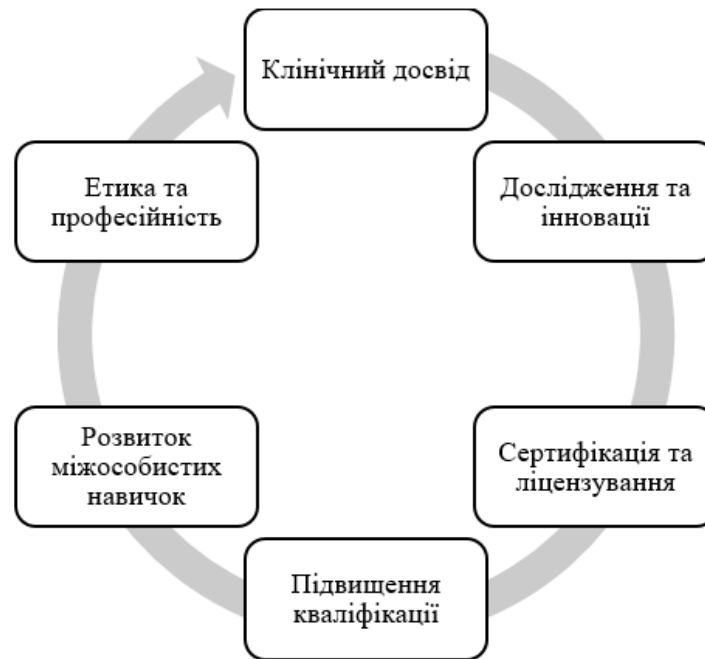 Клінічний досвід
Дослідження та
інновації
Сертифікація та
ліцензування
Підвищення
кваліфікації
Розвиток
міжособистих
навичок
Етика та
професійність